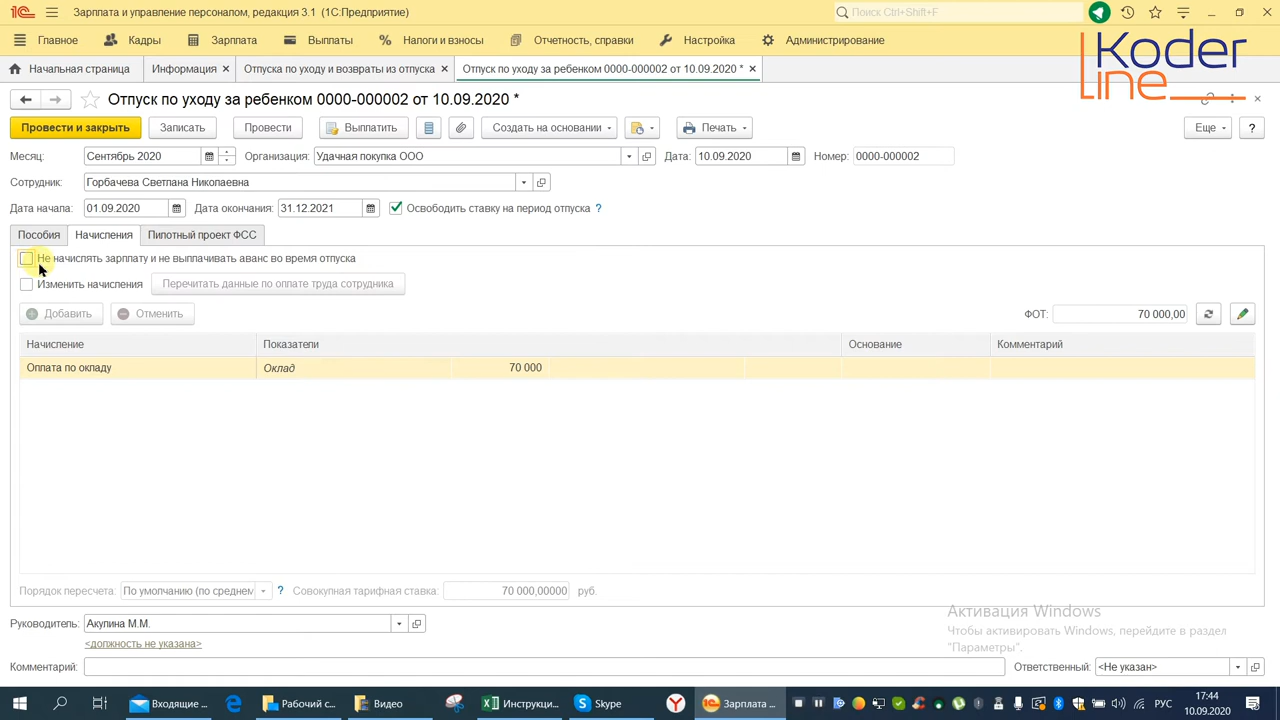 Зарплата и управление персоналом, редакция 3.1 (1С:Предприятие)
Поиск Ctrl+Shift+F
Главное
Кадры
Зарплата
Выплаты
Налоги и взносы
Отчетность, справки
Настройка
Администрирование
Koder
line
Начальная страница
Информация
Отпуска по уходу и возвраты из отпуска
Отпуск по уходу за ребенком 0000-000002 от 10.09.2020 *
Отпуск по уходу за ребенком 0000-000002 от 10.09.2020 *
Провести и закрыть
Записать
Провести
Выплатить
Создать на основании
Печать
Еще
?
Месяц: Сентябрь 2020 Организация: Удачная покупка ООО Дата: 10.09.2020 Номер: 0000-000002
Сотрудник: Горбачева Светлана Николаевна
Дата начала: 01.09.2020 Дата окончания: 31.12.2021 Освободить ставку на период отпуска ?
Пособия
Начисления
Пилотный проект ФСС
Не начислять зарплату и не выплачивать аванс во время отпуска
Изменить начисления Перечитать данные по оплате труда сотрудника
Добавить
Отменить
ФОТ: 70 000,00
Начисление Показатели Основание Комментарий
Оплата по окладу Оклад 70 000
Порядок пересчета: По умолчанию (по среднем ? Совокупная тарифная ставка: 70 000,00000 руб.
Руководитель: Акулина М.М.
<должность не указана>
Активация Windows
Чтобы активировать Windows, перейдите в раздел
"Параметры".
Комментарий:
Ответственный: <Не указан>
Входящие ...
Рабочий с...
Видео
Инструкци...
Skype
Зарплата ...
РУС
17:44
10.09.2020